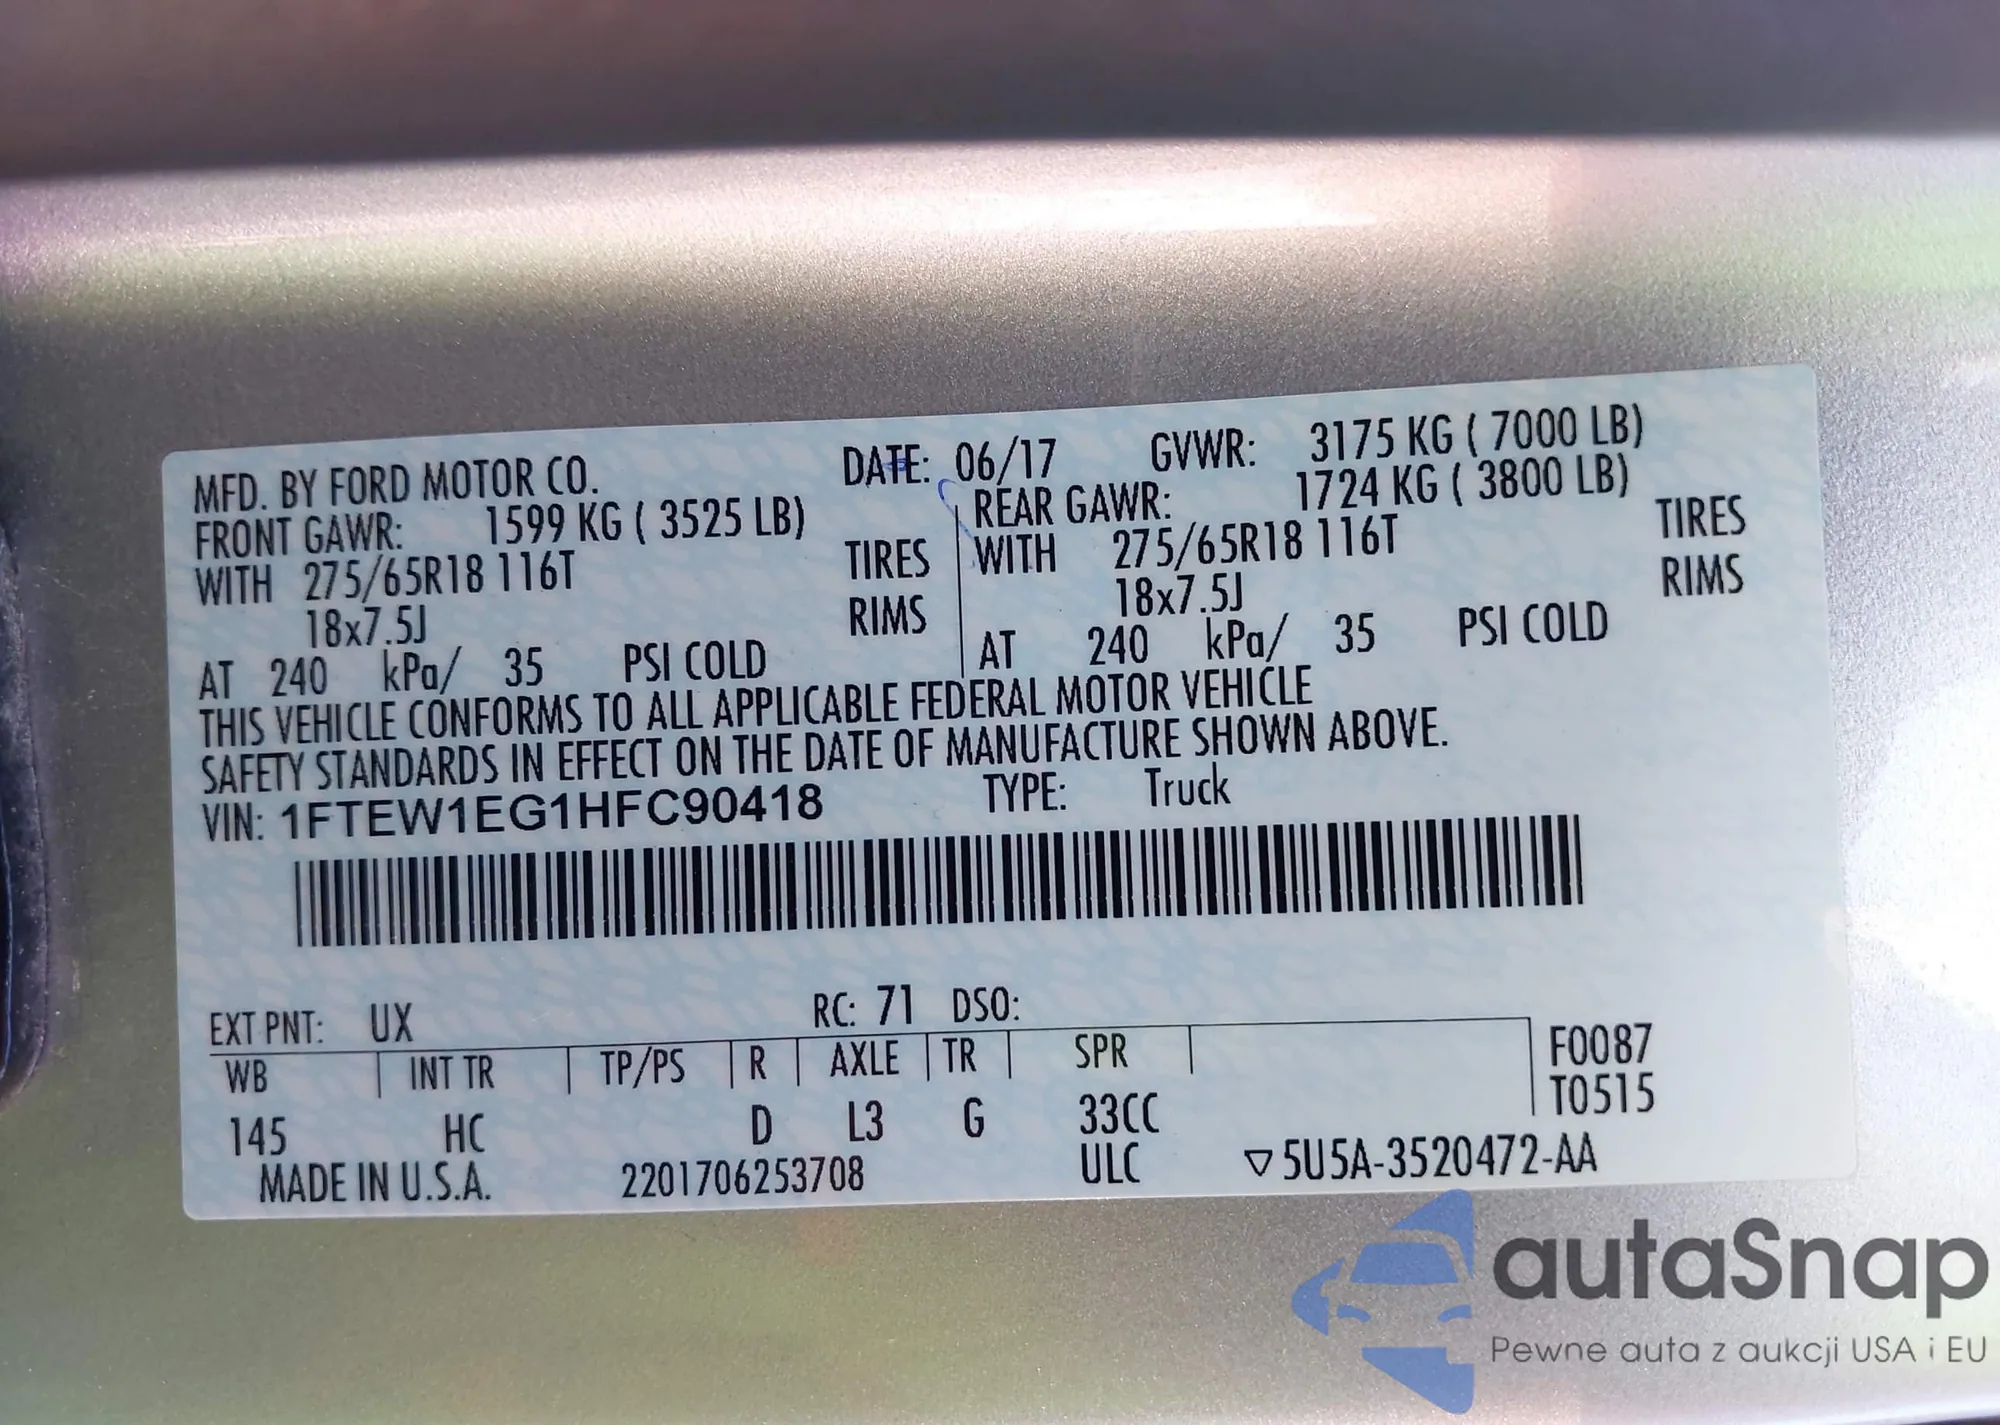 MFD. BY FORD MOTOR CO. DATE: 06/17 GVWR: 3175 KG ( 7000 LB)
FRONT GAWR: 1599 KG ( 3525 LB) REAR GAWR: 1724 KG ( 3800 LB)
WITH 275/65R18 116T TIRES WITH 275/65R18 116T TIRES
18x7.5J RIMS 18x7.5J RIMS
AT 240 kPa/ 35 PSI COLD AT 240 kPa/ 35 PSI COLD
THIS VEHICLE CONFORMS TO ALL APPLICABLE FEDERAL MOTOR VEHICLE
SAFETY STANDARDS IN EFFECT ON THE DATE OF MANUFACTURE SHOWN ABOVE.
VIN: 1FTEW1EG1HFC90418 TYPE: Truck
EXT PNT: UX RC: 71 DSO:
WB INT TR TP/PS R AXLE TR SPR F0087
T0515
145 HC D L3 G 33CC
MADE IN U.S.A. 2201706253708 ULC ▽5U5A-3520472-AA
autaSnap
Pewne auta z aukcji USA i EU